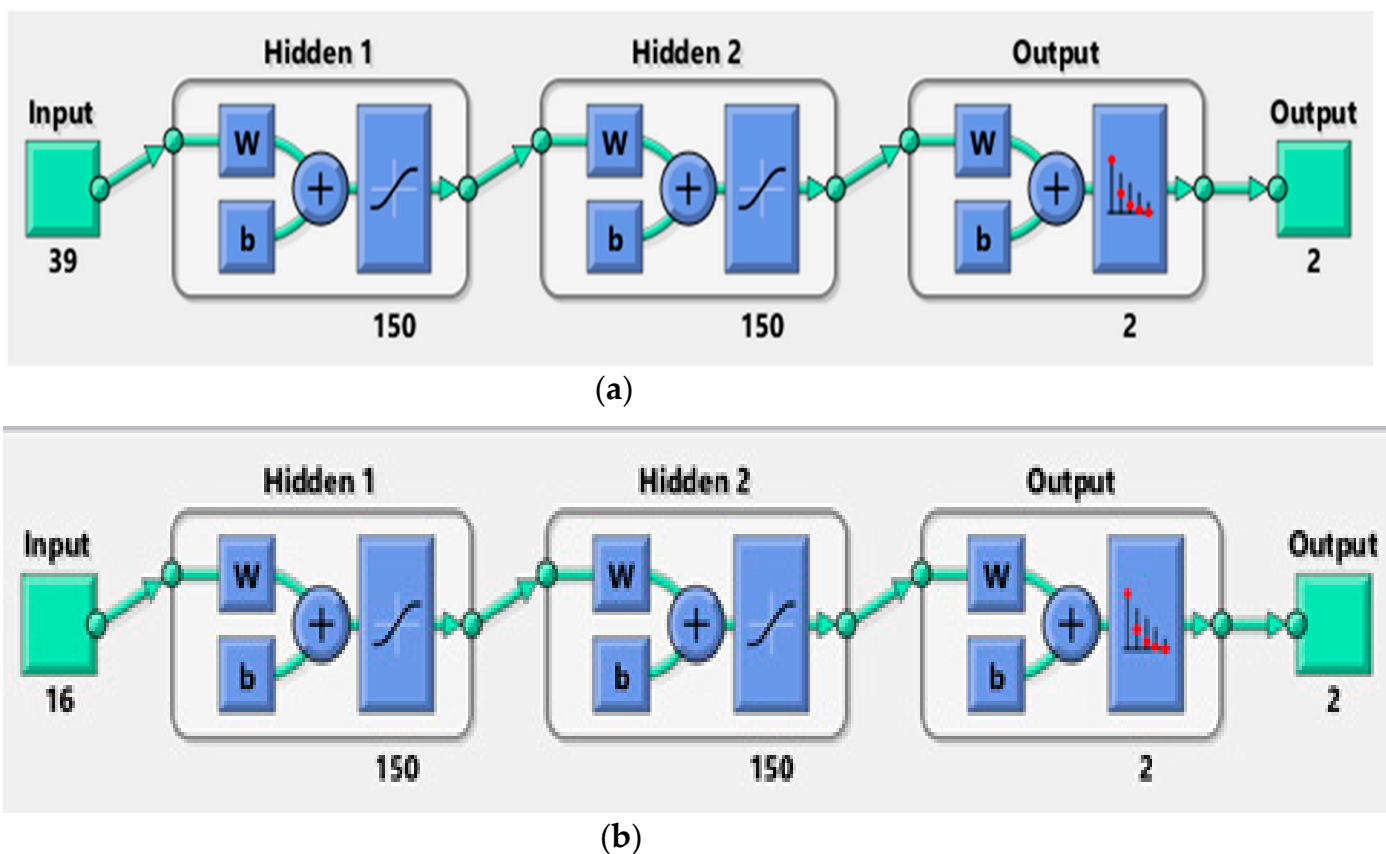 Hidden 1 Hidden 2 Output
Input Output
W W W
+ + +
b b b
39 2
150 150 2
(a)
Hidden 1 Hidden 2 Output
Input Output
W W W
+ + +
b b b
16 2
150 150 2
(b)